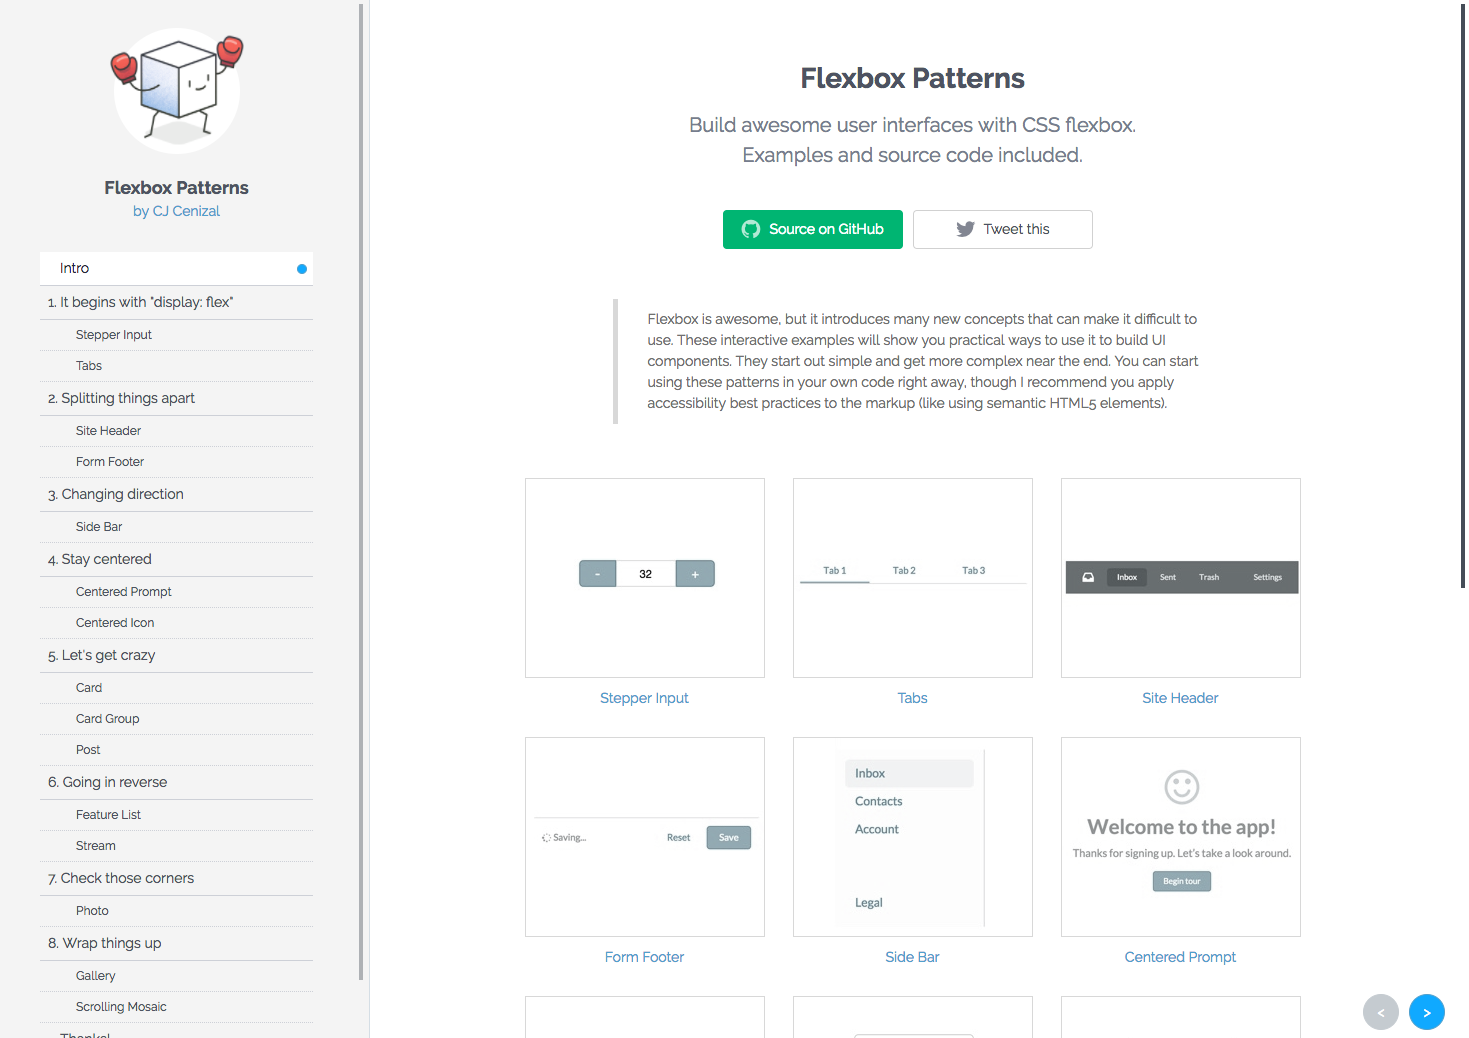 Flexbox Patterns
by CJ Cenizal
Intro
1. It begins with "display: flex"
Stepper Input
Tabs
2. Splitting things apart
Site Header
Form Footer
3. Changing direction
Side Bar
4. Stay centered
Centered Prompt
Centered Icon
5. Let's get crazy
Card
Card Group
Post
6. Going in reverse
Feature List
Stream
7. Check those corners
Photo
8. Wrap things up
Gallery
Scrolling Mosaic
Thanks!
Flexbox Patterns
Build awesome user interfaces with CSS flexbox.
Examples and source code included.
Source on GitHub
Tweet this
Flexbox is awesome, but it introduces many new concepts that can make it difficult to
use. These interactive examples will show you practical ways to use it to build UI
components. They start out simple and get more complex near the end. You can start
using these patterns in your own code right away, though I recommend you apply
accessibility best practices to the markup (like using semantic HTML5 elements).
- 32 +
Stepper Input
Tab 1 Tab 2 Tab 3
Tabs
Inbox Sent Trash Settings
Site Header
Saving... Reset Save
Form Footer
Inbox
Contacts
Account
Legal
Side Bar
Welcome to the app!
Thanks for signing up. Let's take a look around.
Begin tour
Centered Prompt
< >